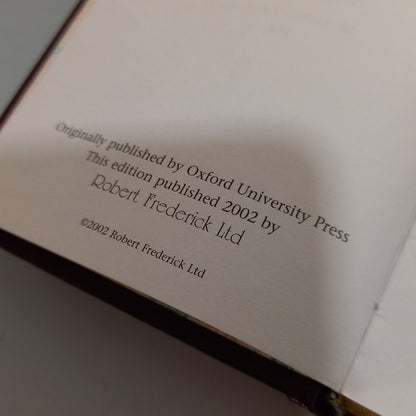 Originally published by Oxford University Press
This edition published 2002 by
Robert Frederick Ltd
©2002 Robert Frederick Ltd